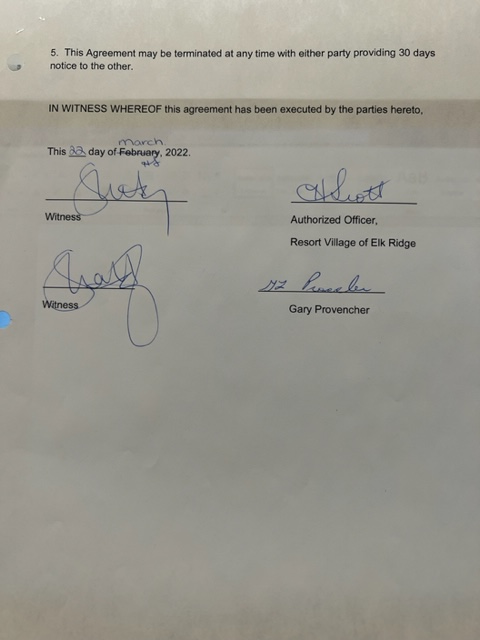 5. This Agreement may be terminated at any time with either party providing 30 days
notice to the other.
IN WITNESS WHEREOF this agreement has been executed by the parties hereto,
march
This 22 day of February, 2022.
Witness
Scott
Authorized Officer,
Resort Village of Elk Ridge
Witness
Gary Provencher